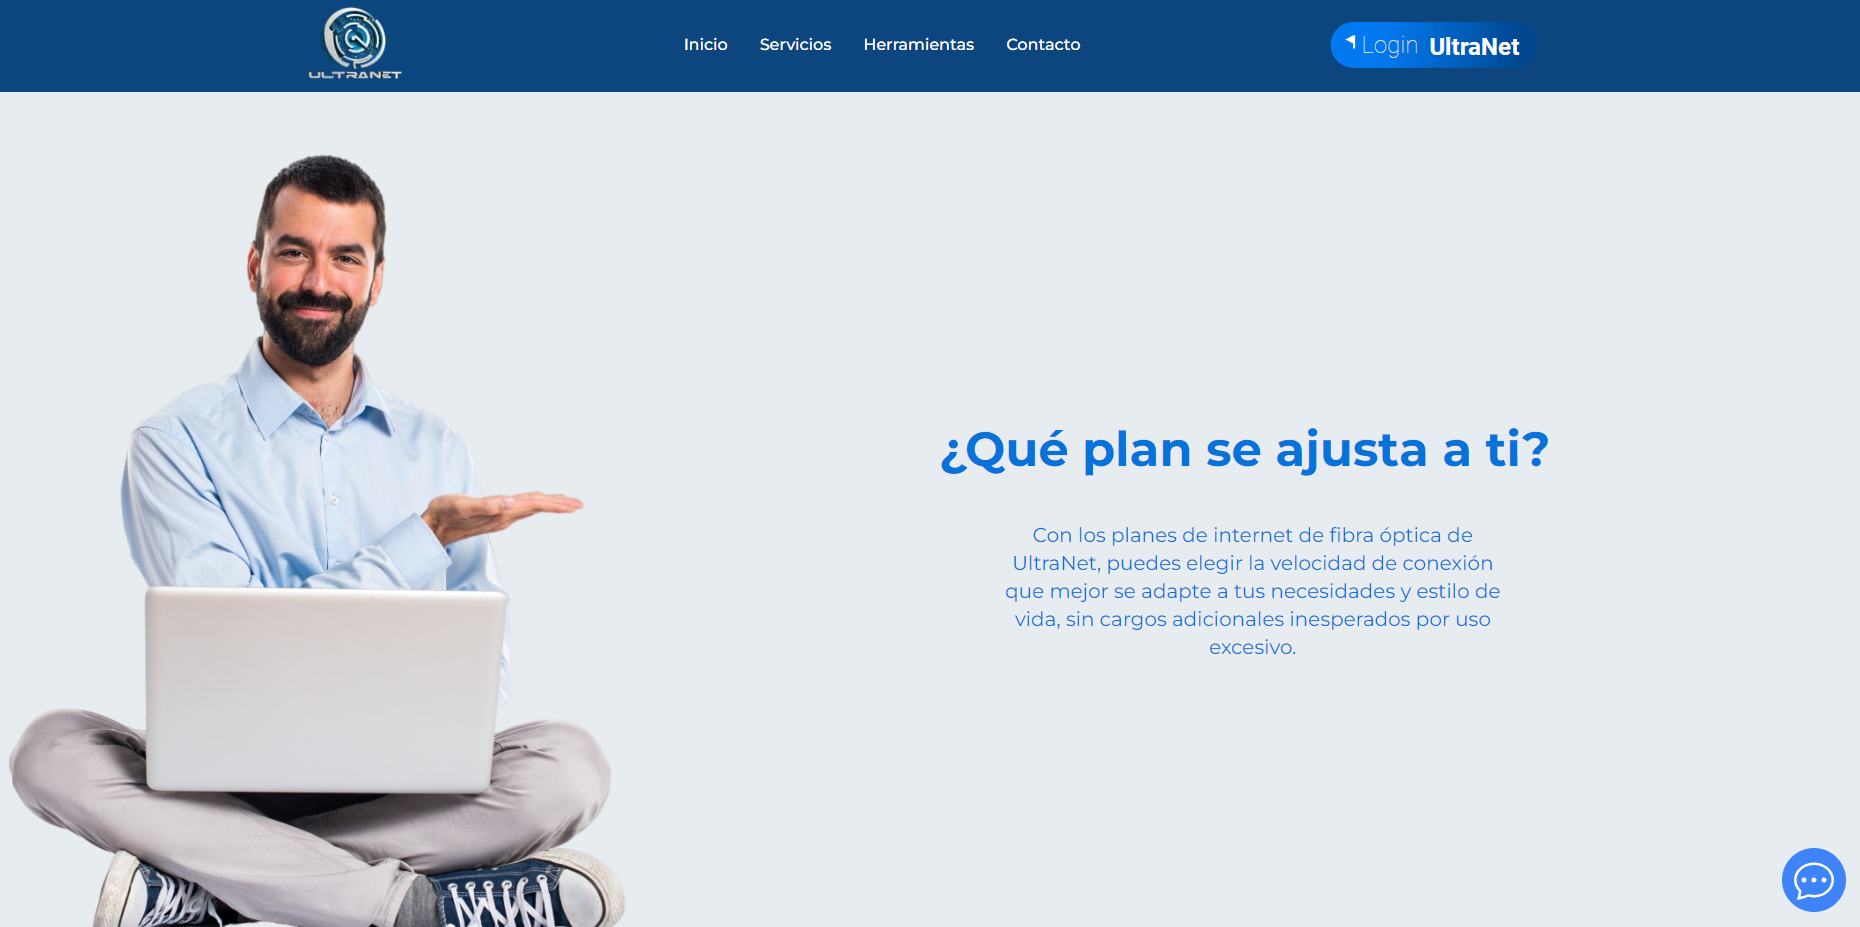 ULTRANET
Inicio
Servicios
Herramientas
Contacto
Login UltraNet
¿Qué plan se ajusta a ti?
Con los planes de internet de fibra óptica de
UltraNet, puedes elegir la velocidad de conexión
que mejor se adapte a tus necesidades y estilo de
vida, sin cargos adicionales inesperados por uso
excesivo.